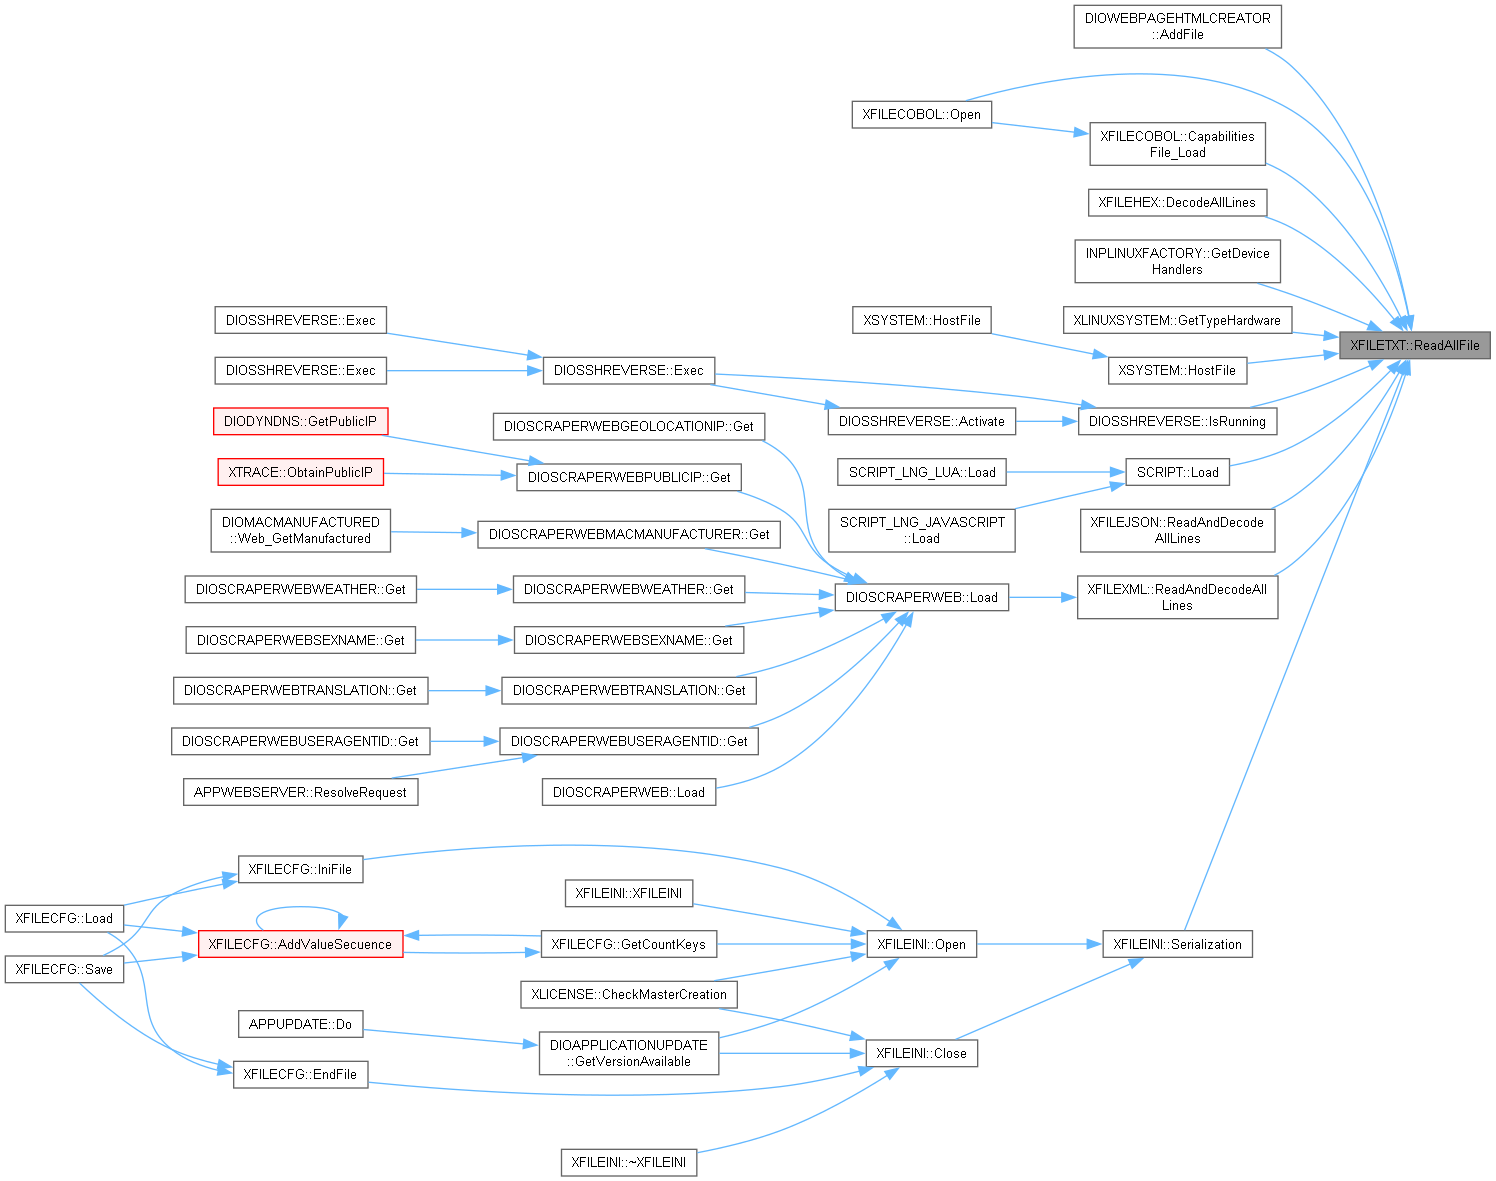 DIOWEBPAGEHTMLCREATOR
::AddFile
XFILECOBOL::Open
XFILECOBOL::Capabilities
File_Load
XFILEHEX::DecodeAllLines
INPLINUXFACTORY::GetDevice
Handlers
DIOSSHREVERSE::Exec
XSYSTEM::HostFile
XLINUXSYSTEM::GetTypeHardware
XFILETXT::ReadAllFile
DIOSSHREVERSE::Exec
DIOSSHREVERSE::Exec
XSYSTEM::HostFile
DIODYNDNS::GetPublicIP
DIOSCRAPERWEBGEOLOCATIONIP::Get
DIOSSHREVERSE::Activate
DIOSSHREVERSE::IsRunning
XTRACE::ObtainPublicIP
DIOSCRAPERWEBPUBLICIP::Get
SCRIPT_LNG_LUA::Load
SCRIPT::Load
DIOMACMANUFACTURED
::Web_GetManufactured
DIOSCRAPERWEBMACMANUFACTURER::Get
SCRIPT_LNG_JAVASCRIPT
::Load
XFILEJSON::ReadAndDecode
AllLines
DIOSCRAPERWEBWEATHER::Get
DIOSCRAPERWEBWEATHER::Get
DIOSCRAPERWEB::Load
XFILEXML::ReadAndDecodeAll
Lines
DIOSCRAPERWEBSEXNAME::Get
DIOSCRAPERWEBSEXNAME::Get
DIOSCRAPERWEBTRANSLATION::Get
DIOSCRAPERWEBTRANSLATION::Get
DIOSCRAPERWEBUSERAGENTID::Get
DIOSCRAPERWEBUSERAGENTID::Get
APPWEBSERVER::ResolveRequest
DIOSCRAPERWEB::Load
XFILECFG::IniFile
XFILEINI::XFILEINI
XFILECFG::Load
XFILECFG::AddValueSecuence
XFILECFG::GetCountKeys
XFILEINI::Open
XFILEINI::Serialization
XFILECFG::Save
XLICENSE::CheckMasterCreation
APPUPDATE::Do
DIOAPPLICATIONUPDATE
::GetVersionAvailable
XFILEINI::Close
XFILECFG::EndFile
XFILEINI::~XFILEINI